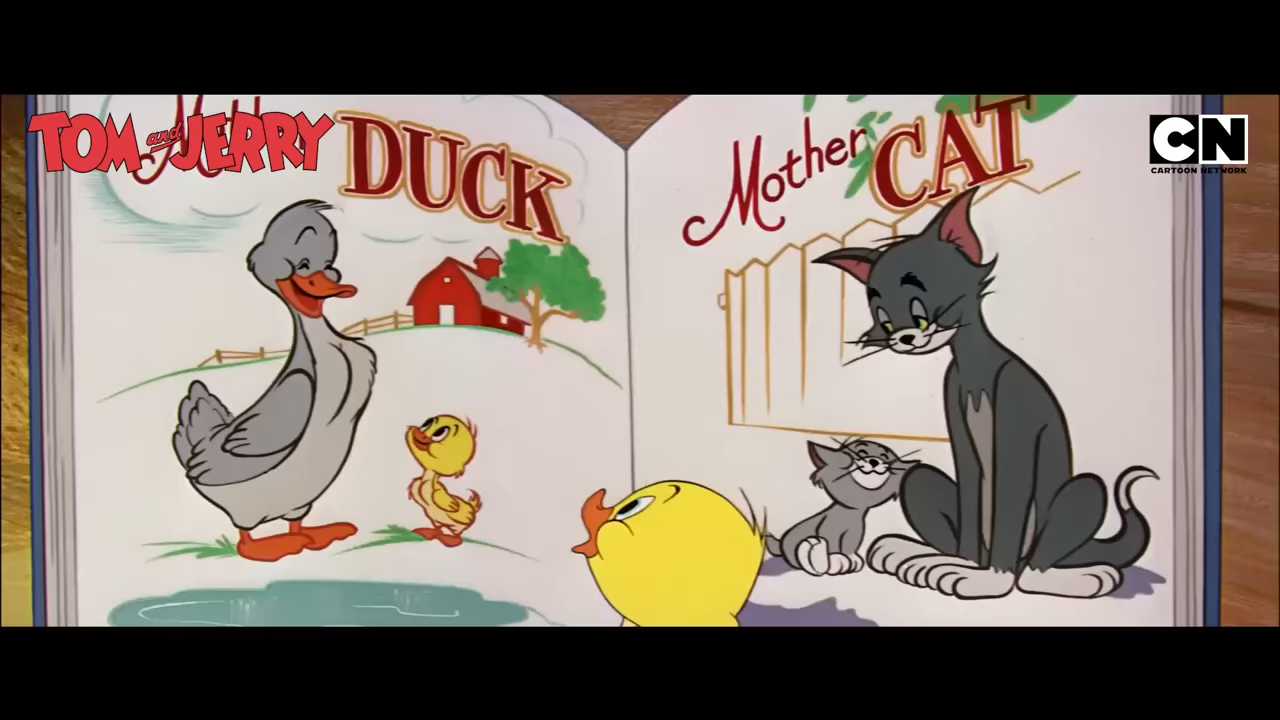 TOM and JERRY
DUCK
Mother CAT
CN
CARTOON NETWORK